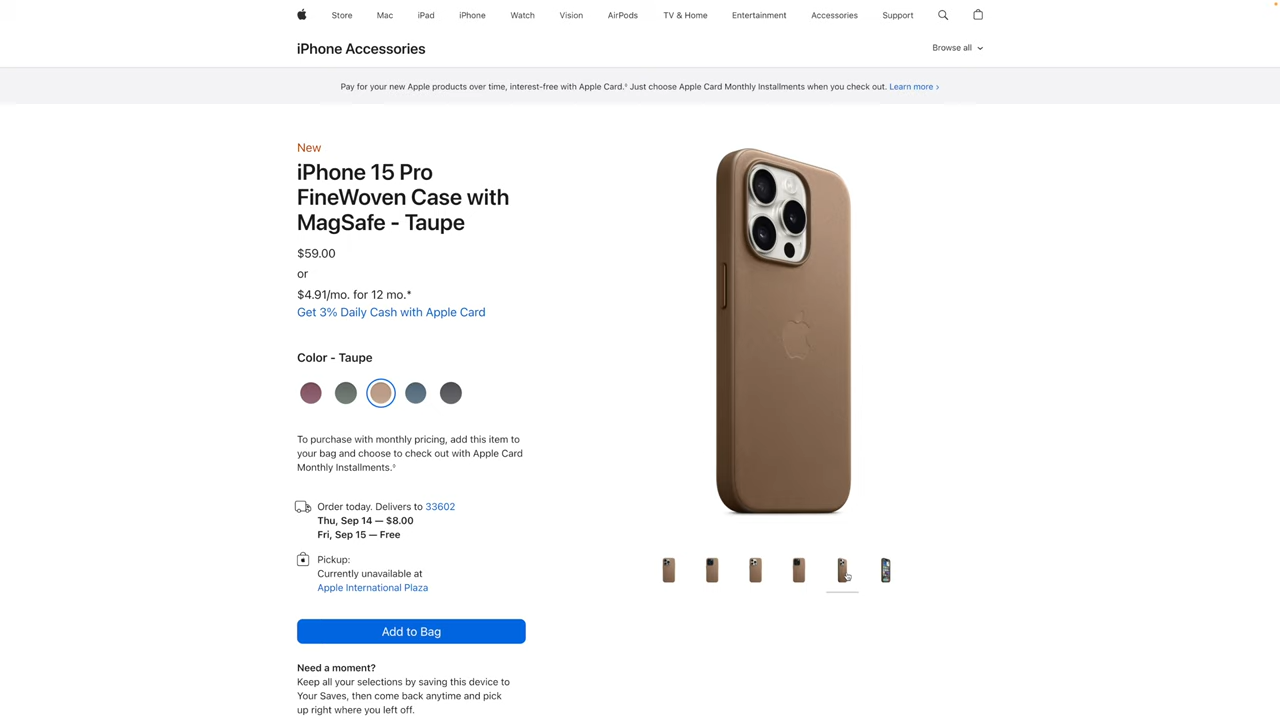 Store
Mac
iPad
iPhone
Watch
Vision
AirPods
TV & Home
Entertainment
Accessories
Support
iPhone Accessories
Browse all
Pay for your new Apple products over time, interest-free with Apple Card.◊ Just choose Apple Card Monthly Installments when you check out. Learn more >
New
iPhone 15 Pro
FineWoven Case with
MagSafe - Taupe
$59.00
or
$4.91/mo. for 12 mo.*
Get 3% Daily Cash with Apple Card
Color - Taupe
To purchase with monthly pricing, add this item to
your bag and choose to check out with Apple Card
Monthly Installments.◊
Order today. Delivers to 33602
Thu, Sep 14 — $8.00
Fri, Sep 15 — Free
Pickup:
Currently unavailable at
Apple International Plaza
Add to Bag
Need a moment?
Keep all your selections by saving this device to
Your Saves, then come back anytime and pick
up right where you left off.